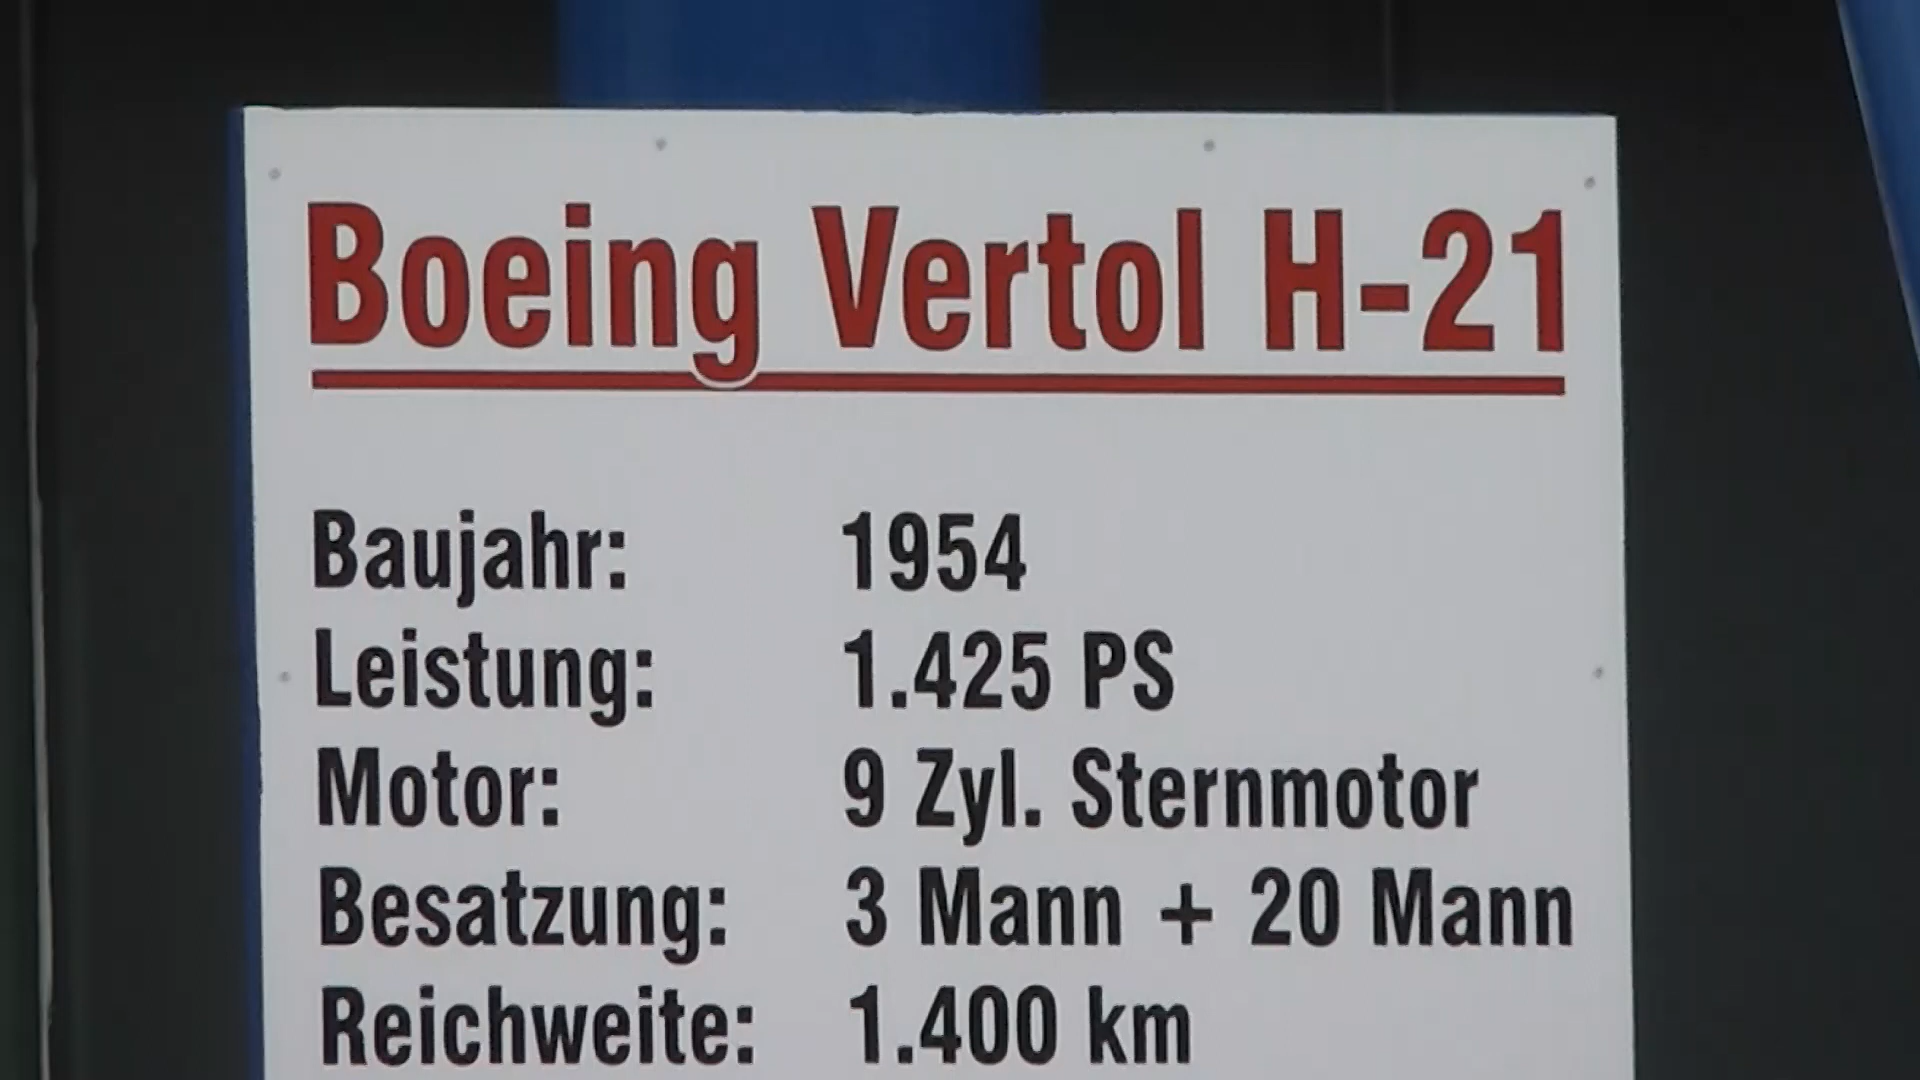 Boeing Vertol H-21
Baujahr: 1954
Leistung: 1.425 PS
Motor: 9 Zyl. Sternmotor
Besatzung: 3 Mann + 20 Mann
Reichweite: 1.400 km